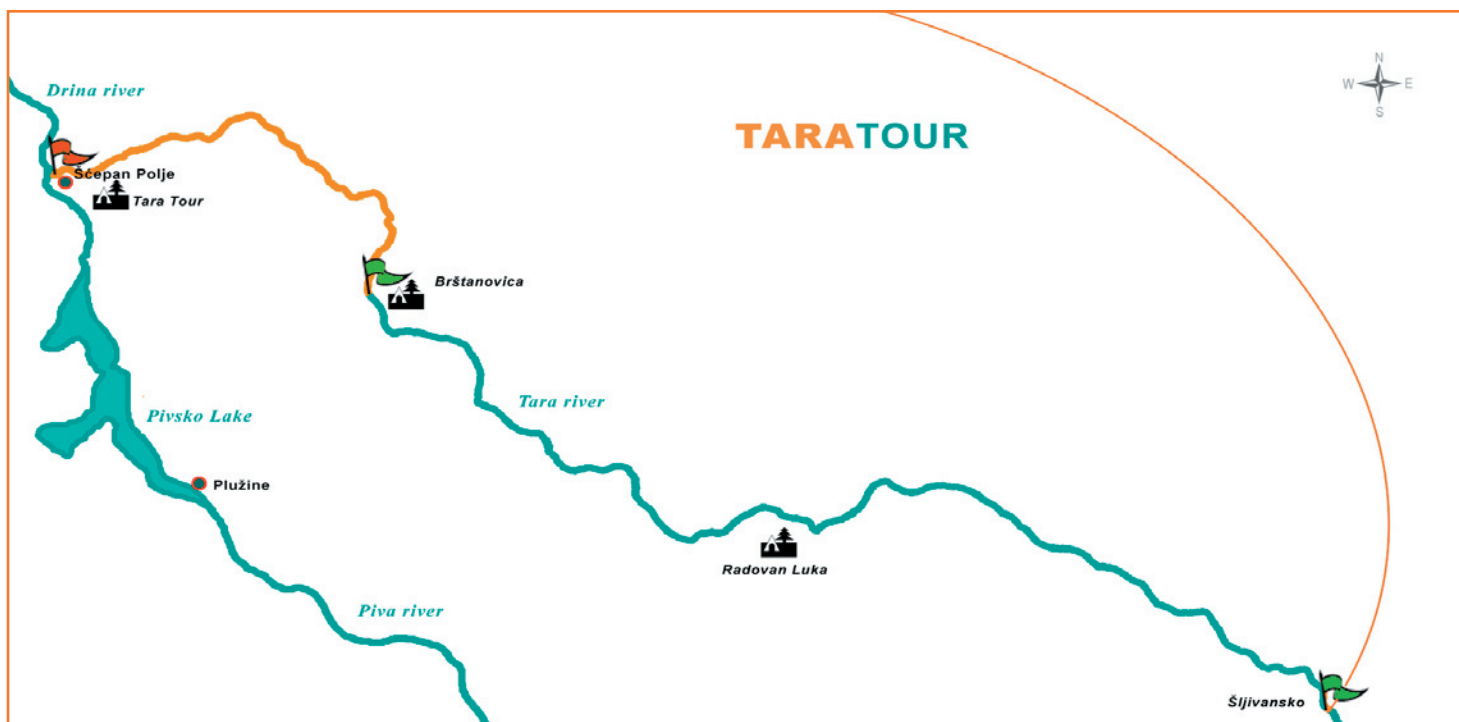 Drina river
N
W E
S
TARATOUR
Šćepan Polje
Tara Tour
Brštanovica
Tara river
Pivsko Lake
Plužine
Radovan Luka
Piva river
Šljivansko